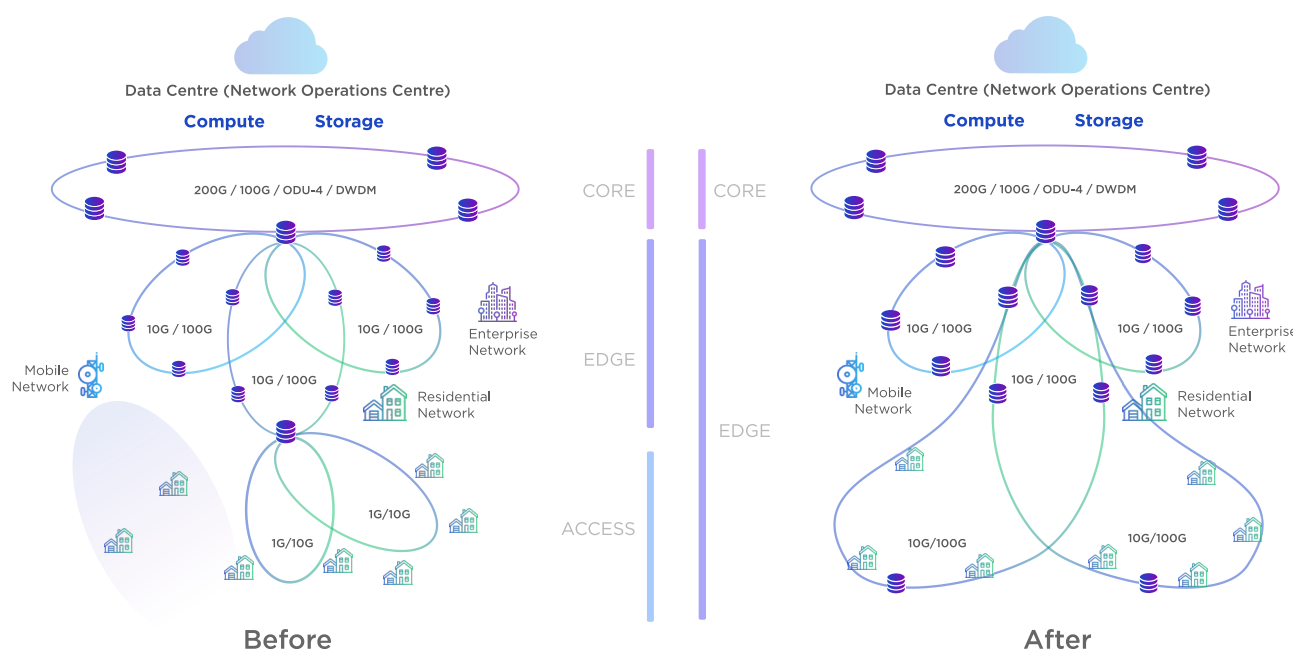 Data Centre (Network Operations Centre)
Compute Storage
200G / 100G / ODU-4 / DWDM
10G / 100G
10G / 100G
Enterprise
Network
Mobile
Network
10G / 100G
Residential
Network
1G/10G
1G/10G
Before
CORE
EDGE
ACCESS
CORE
EDGE
Data Centre (Network Operations Centre)
Compute Storage
200G / 100G / ODU-4 / DWDM
10G / 100G
10G / 100G
Enterprise
Network
Mobile
Network
10G / 100G
Residential
Network
10G/100G
10G/100G
After